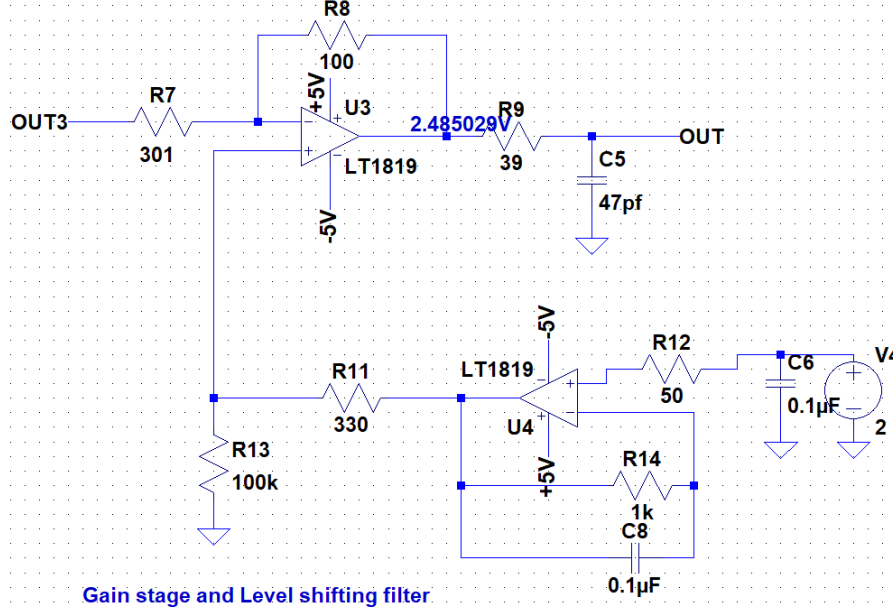 R8
100
+5V
U3
R7
OUT3
301
2.485029V
R9
39
OUT
LT1819
-5V
C5
47pf
-5V
R12
50
C6
0.1µF
V4
2
LT1819
U4
+5V
R11
330
R13
100k
R14
1k
C8
0.1µF
Gain stage and Level shifting filter